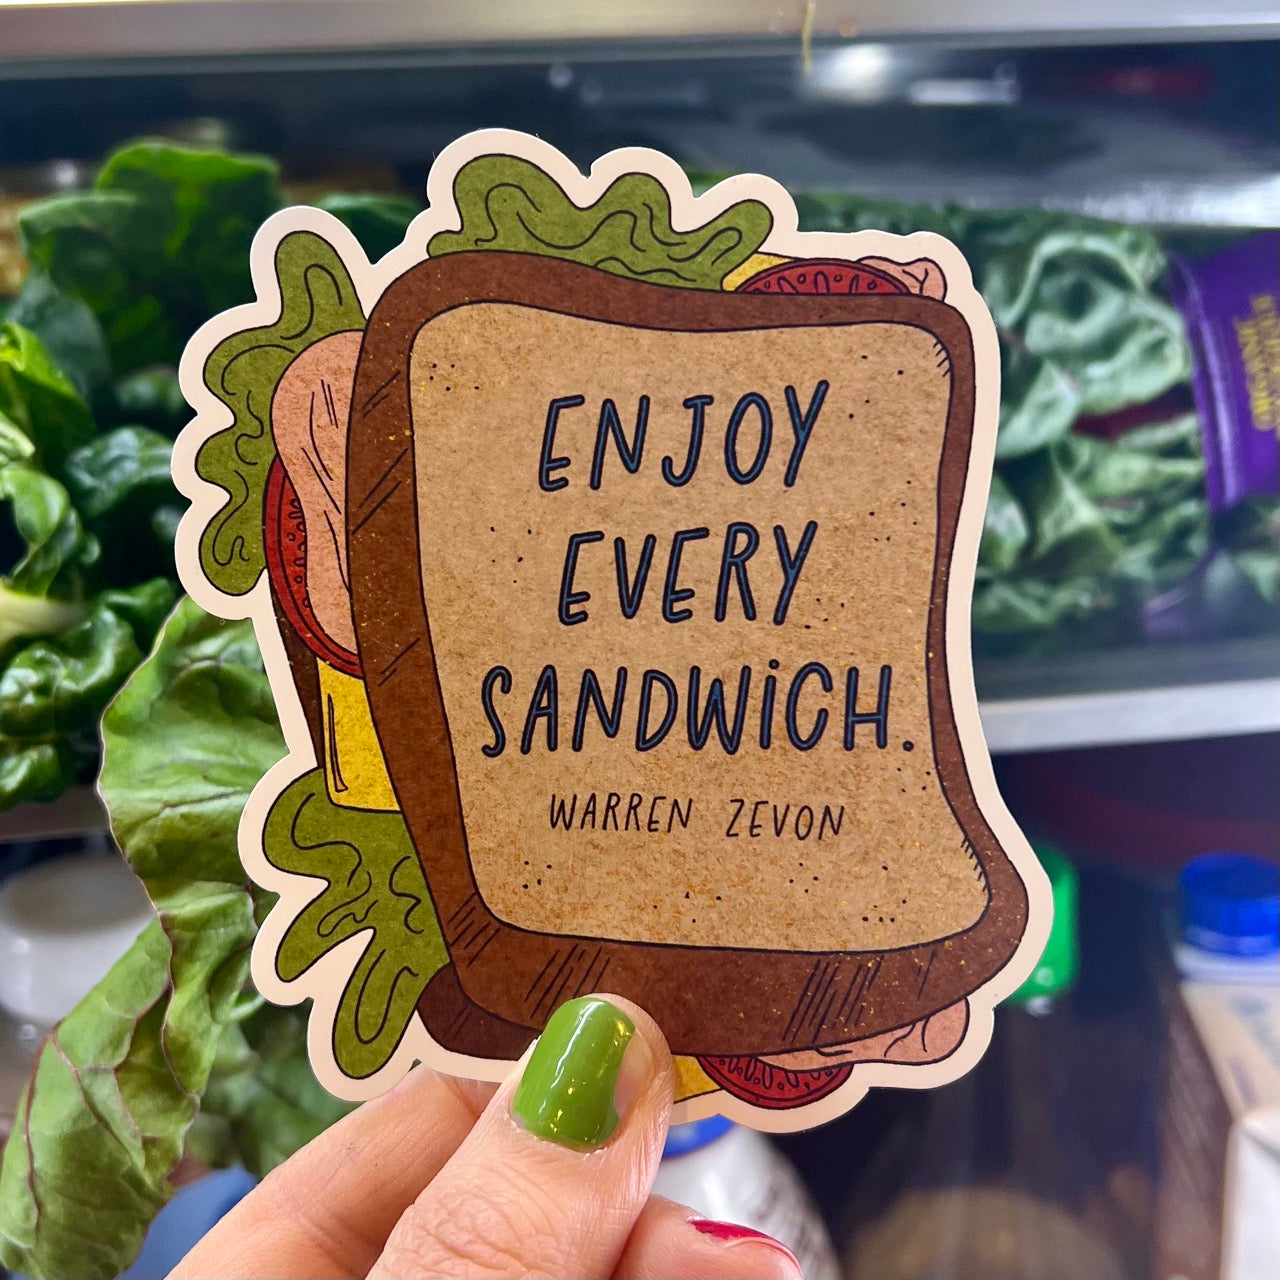 ENJOY
EVERY
SANDWiCH.
WARREN ZEVON